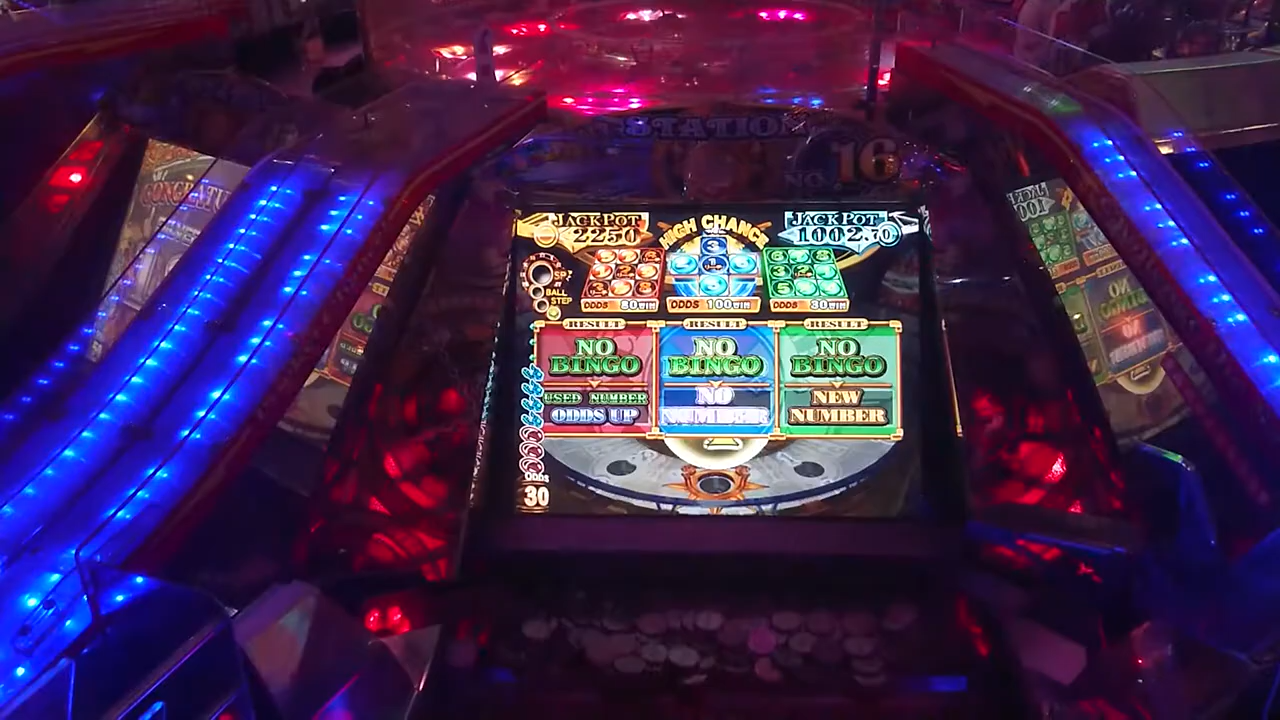 STATION
NO. 16
JACKPOT
2250
HIGH CHANCE
JACKPOT
1002.70
SP
BALL
STEP
ODDS 80WIN
ODDS 100WIN
ODDS 30WIN
RESULT
RESULT
RESULT
NO
BINGO
NO
BINGO
NO
BINGO
USED NUMBER
ODDS UP
NO
NUMBER
NEW
NUMBER
ODDS
30